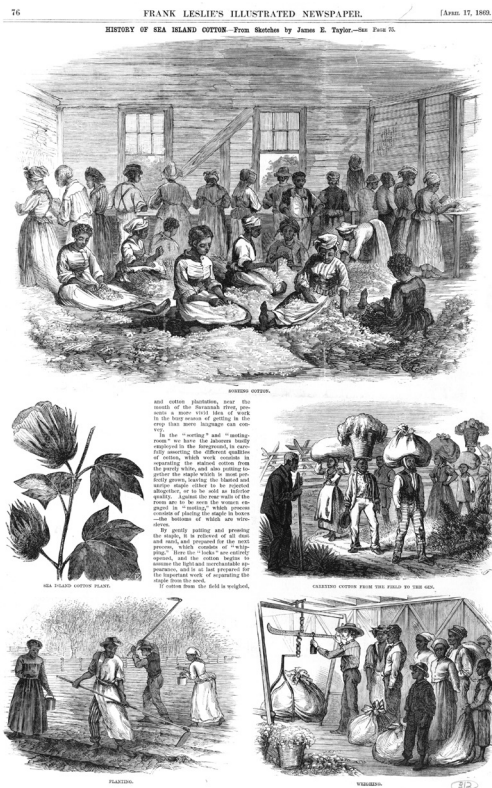 76
FRANK LESLIE'S ILLUSTRATED NEWSPAPER.
[APRIL 17, 1869.
HISTORY OF SEA ISLAND COTTON—From Sketches by James E. Taylor.—SEE PAGE 75.
SORTING COTTON.
and cotton plantation, near the
mouth of the Savannah river, pre-
sents a more vivid idea of work
in the busy season of getting in the
crop than mere language can con-
vey.
In the "sorting" and "moting-
room" we have the laborers busily
employed in the foreground, in care-
fully assorting the different qualities
of cotton, which work consists in
separating the stained cotton from
the purely white, and also putting to-
gether the staple which is most per-
fectly grown, leaving the blasted and
unripe staple either to be rejected
altogether, or to be sold as inferior
quality. Against the rear walls of the
room are to be seen the women en-
gaged in "moting," which process
consists of placing the staple in boxes
—the bottoms of which are wire-
sieves.
By gently patting and pressing
the staple, it is relieved of all dust
and sand, and prepared for the next
process, which consists of "whip-
ping." Here the "locks" are entirely
opened, and the cotton begins to
assume the light and merchantable ap-
pearance, and is at last prepared for
the important work of separating the
staple from the seed.
If cotton from the field is weighed,
SEA ISLAND COTTON PLANT.
CARRYING COTTON FROM THE FIELD TO THE GIN.
PLANTING.
WEIGHING.